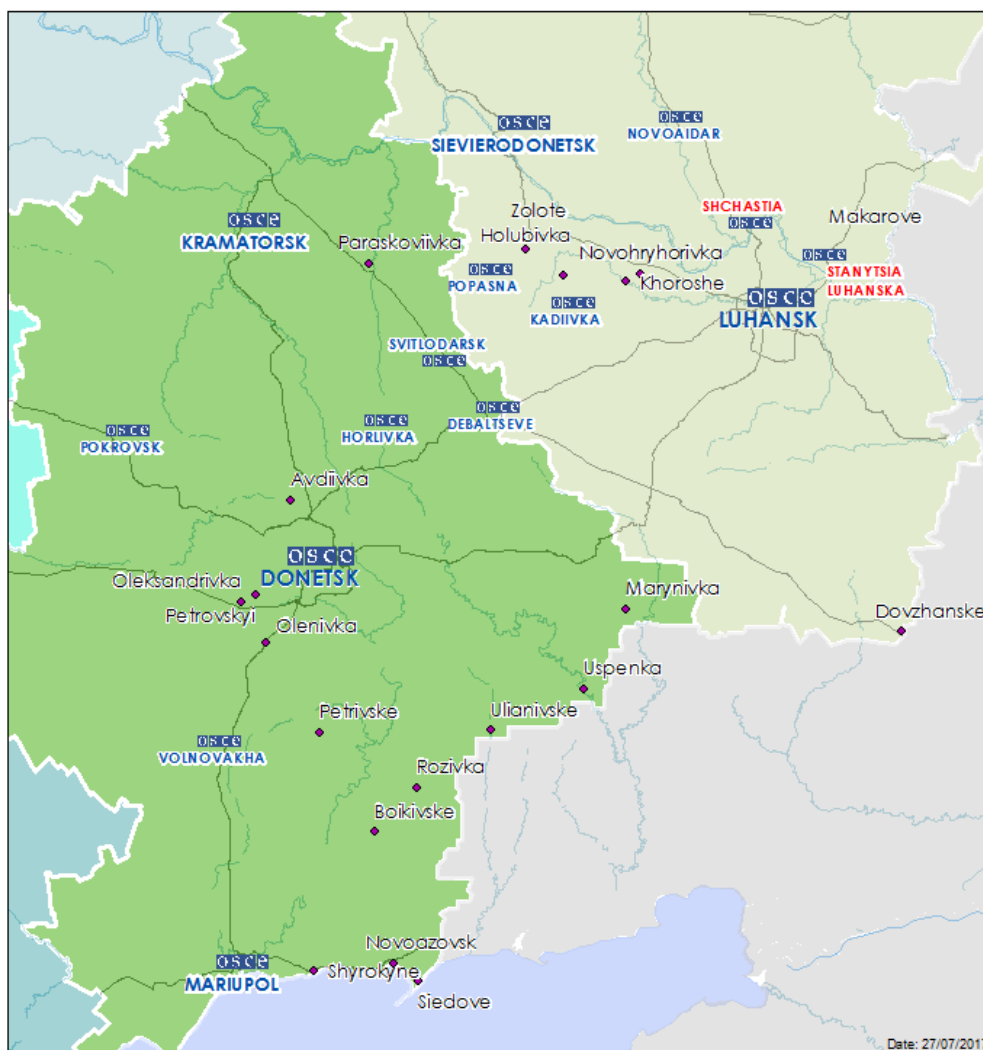 osce
NOVOAIDAR
osce
SIEVIERODONETSK
SHCHASTIA
osce
Makarove
Zolote
Holubivka
osce
KRAMATORSK
Paraskoviivka
Novohryhorivka
osce
STANYTSIA
LUHANSKA
osce
POPASNA
Khoroshe
osce
KADIIVKA
osce
LUHANSK
SVITLODARSK
osce
osce
DEBALTSEVE
osce
HORLIVKA
osce
POKROVSK
Avdiivka
osce
DONETSK
Oleksandrivka
Petrovskyi
Olenivka
Marynivka
Dovzhanske
Uspenka
Petrivske
Ulianivske
osce
VOLNOVAKHA
Rozivka
Boikivske
Novoazovsk
osce
MARIUPOL
Shyrokyne
Siedove
Date: 27/07/2017